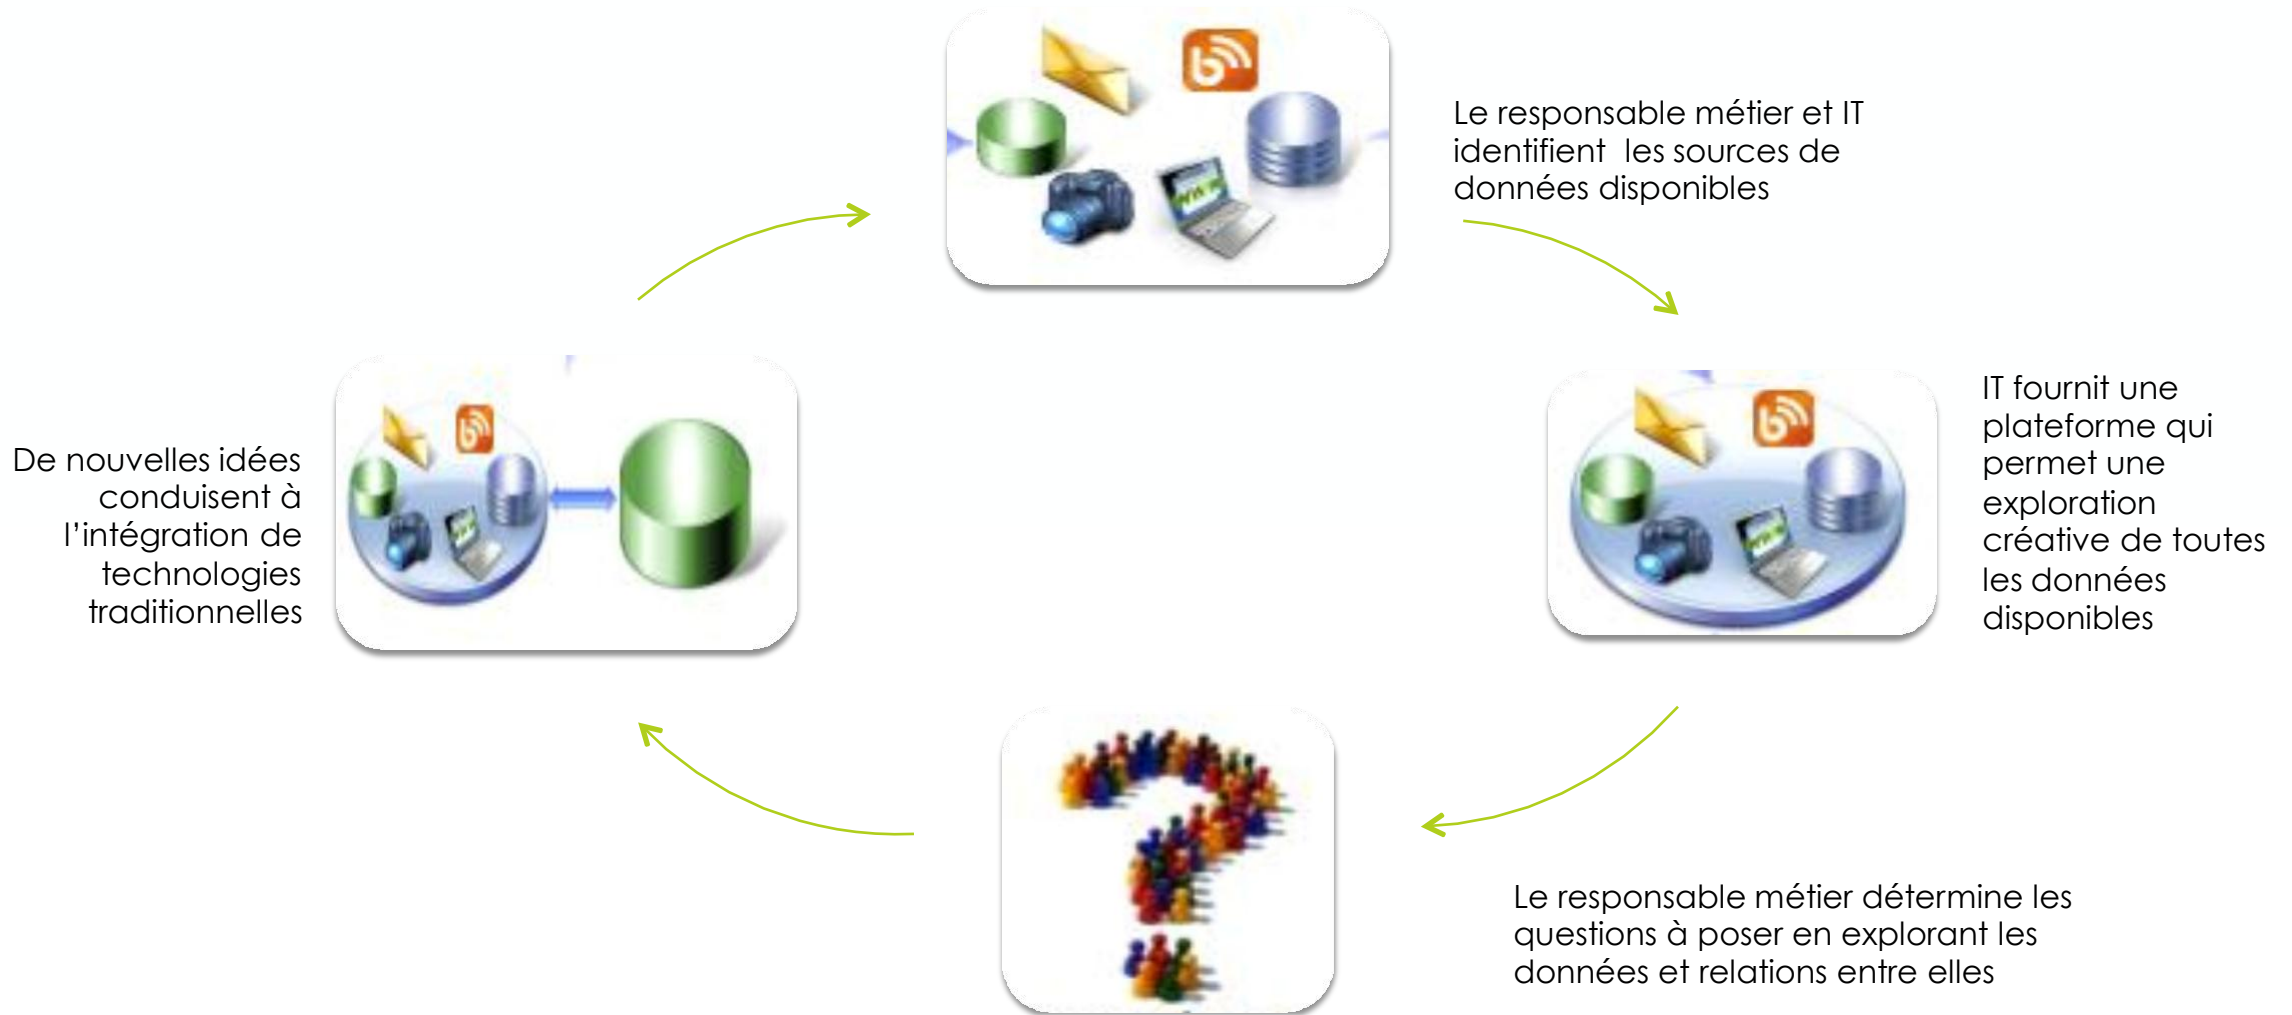 Le responsable métier et IT
identifient les sources de
données disponibles
IT fournit une
plateforme qui
permet une
exploration
créative de toutes
les données
disponibles
Le responsable métier détermine les
questions à poser en explorant les
données et relations entre elles
De nouvelles idées
conduisent à
l’intégration de
technologies
traditionnelles